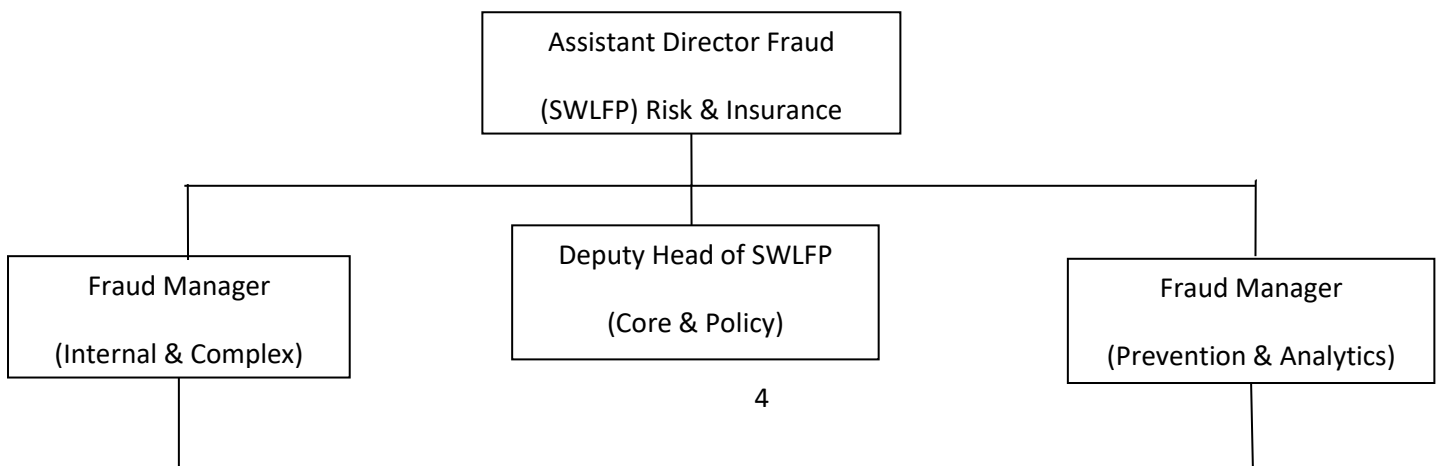 Assistant Director Fraud
(SWLFP) Risk & Insurance
Fraud Manager
(Internal & Complex)
Deputy Head of SWLFP
(Core & Policy)
Fraud Manager
(Prevention & Analytics)
4